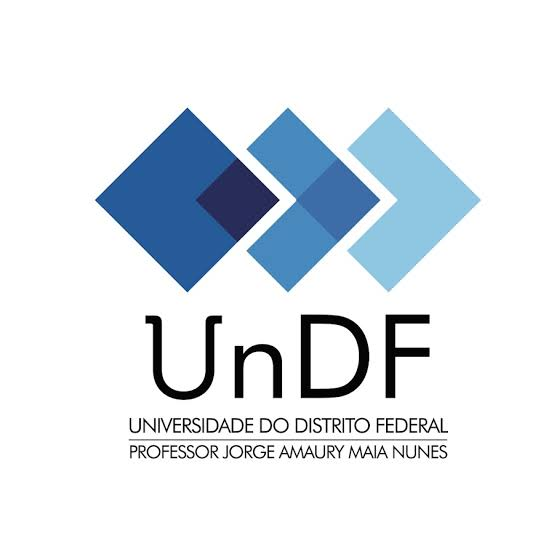 UnDF
UNIVERSIDADE DO DISTRITO FEDERAL
PROFESSOR JORGE AMAURY MAIA NUNES